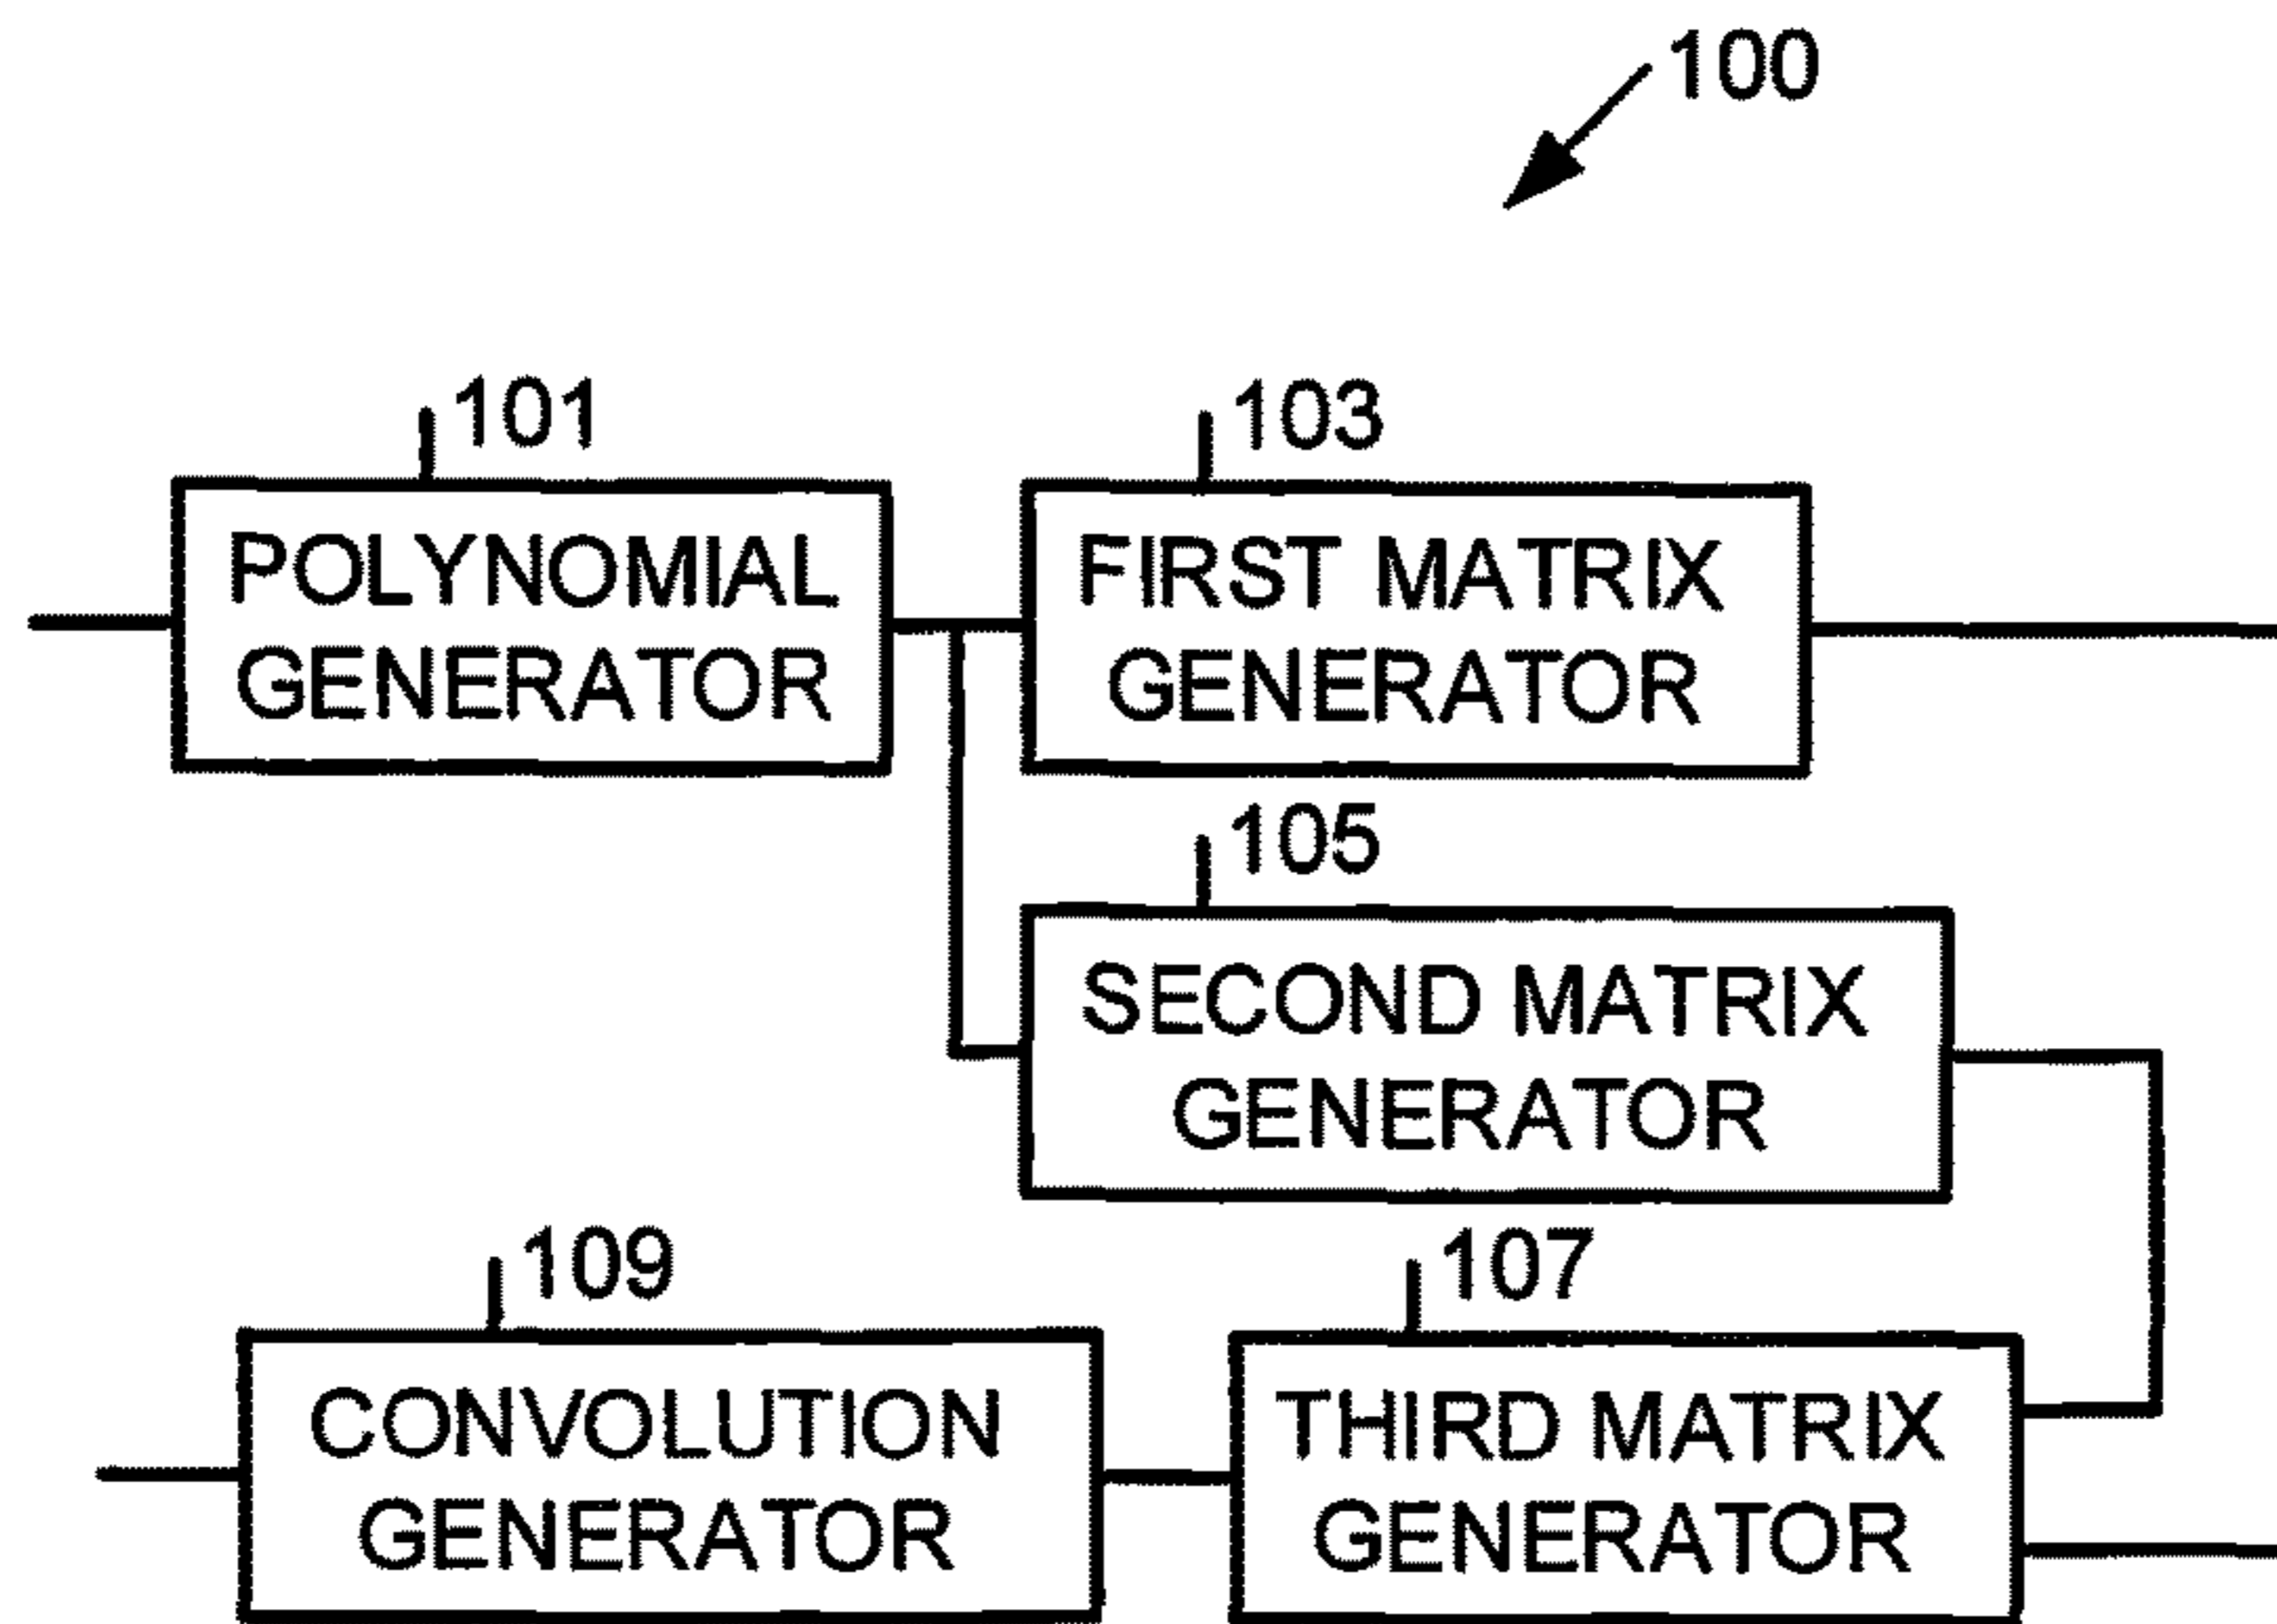 100
101
POLYNOMIAL
GENERATOR
103
FIRST MATRIX
GENERATOR
105
SECOND MATRIX
GENERATOR
109
CONVOLUTION
GENERATOR
107
THIRD MATRIX
GENERATOR